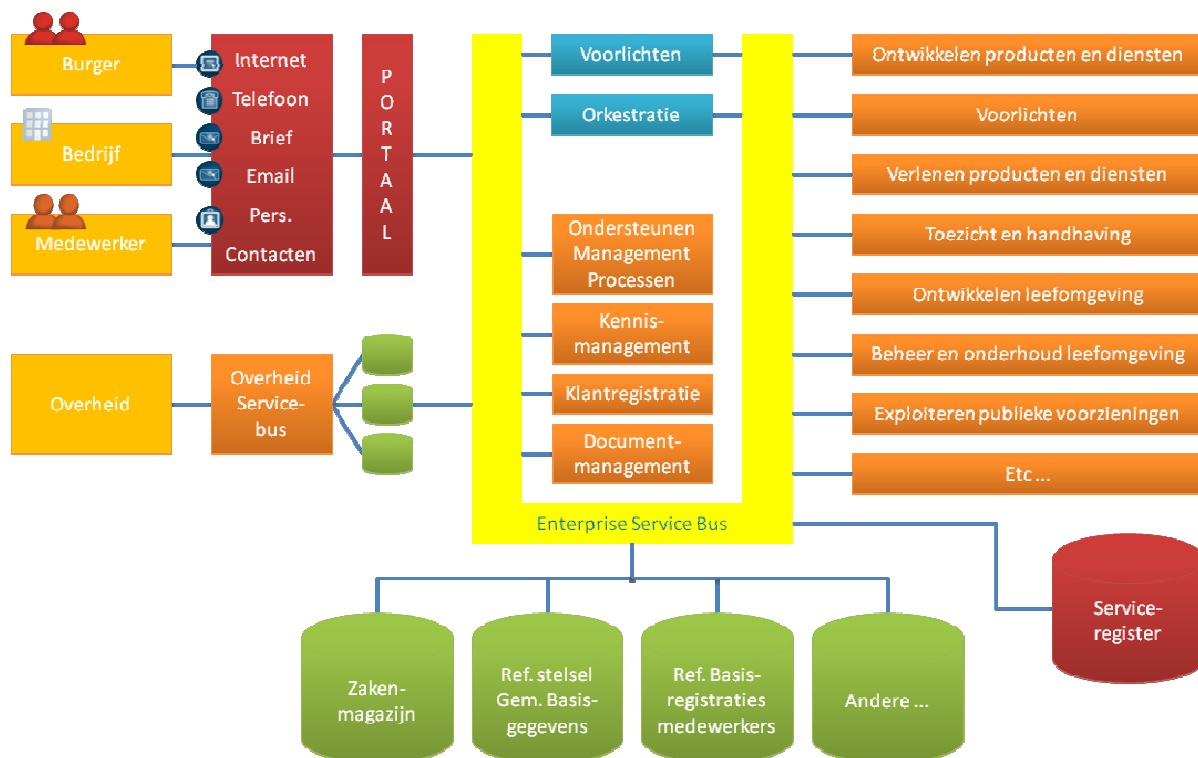 Burger
Bedrijf
Medewerker
Internet
Telefoon
Brief
Email
Pers.
Contacten
P
O
R
T
A
A
L
Overheid
Overheid
Service-
bus
Voorlichten
Orkestratie
Ondersteunen
Management
Processen
Kennis-
management
Klantregistratie
Document-
management
Enterprise Service Bus
Ontwikkelen producten en diensten
Voorlichten
Verlenen producten en diensten
Toezicht en handhaving
Ontwikkelen leefomgeving
Beheer en onderhoud leefomgeving
Exploiteren publieke voorzieningen
Etc ...
Service-
register
Zaken-
magazijn
Ref. stelsel
Gem. Basis-
gegevens
Ref. Basis-
registraties
medewerkers
Andere ...